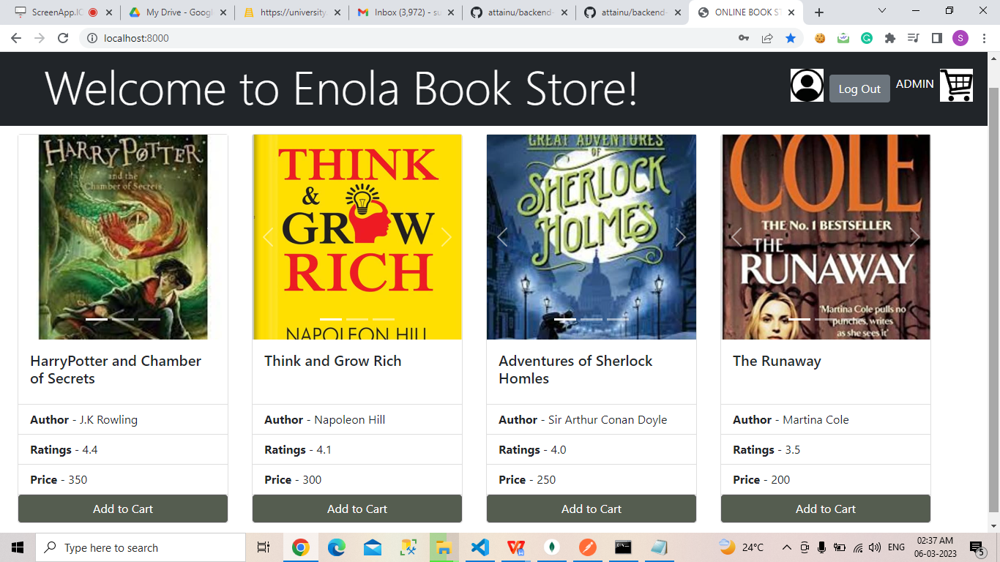 ScreenApp.IO
My Drive - Googl
https://university.
Inbox (3,972) - su
attainu/backend-
attainu/backend-
ONLINE BOOK ST
localhost:8000
S
Welcome to Enola Book Store!
Log Out
ADMIN
HARRY POTTER
and the
Chamber of Secrets
THINK
&
GROW
RICH
NAPOLEON HILL
GREAT ADVENTURES
OF
SHERLOCK
HOLMES
COLE
THE No. 1 BESTSELLER
THE
RUNAWAY
'Martina Cole pulls no
punches, writes
as she sees it'
HarryPotter and Chamber
of Secrets
Author - J.K Rowling
Ratings - 4.4
Price - 350
Add to Cart
Think and Grow Rich
Author - Napoleon Hill
Ratings - 4.1
Price - 300
Add to Cart
Adventures of Sherlock
Homles
Author - Sir Arthur Conan Doyle
Ratings - 4.0
Price - 250
Add to Cart
The Runaway
Author - Martina Cole
Ratings - 3.5
Price - 200
Add to Cart
Type here to search
24°C
ENG
02:37 AM
06-03-2023
5